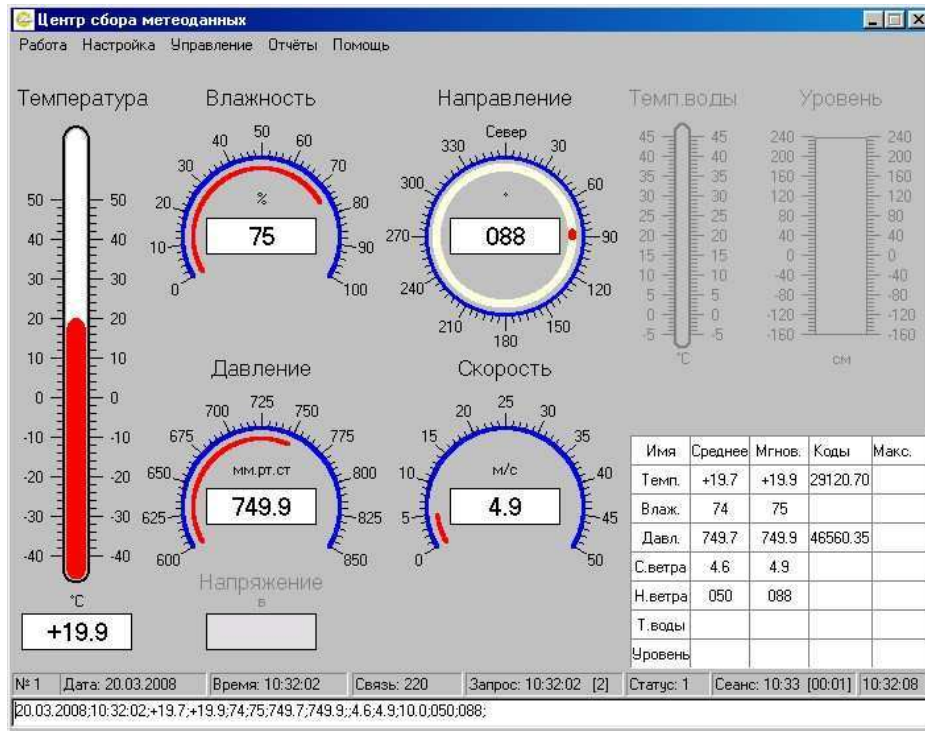 Центр сбора метеоданных
Работа Настройка Управление Отчёты Помощь
Температура
50 50
40 40
30 30
20 20
10 10
0 0
-10 -10
-20 -20
-30 -30
-40 -40
°C
+19.9
Влажность
0 10 20 30 40 50 60 70 80 90 100
%
75
Направление
Север
30 60 90 120 150 180 210 240 270 300 330
°
088
Темп.воды
45 45
40 40
35 35
30 30
25 25
20 20
15 15
10 10
5 5
0 0
-5 -5
°C
Уровень
240 240
200 200
160 160
120 120
80 80
40 40
0 0
-40 -40
-80 -80
-120 -120
-160 -160
см
Давление
600 625 650 675 700 725 750 775 800 825 850
мм.рт.ст
749.9
Скорость
0 5 10 15 20 25 30 35 40 45 50
м/с
4.9
Напряжение
в
Имя Среднее Мгнов. Коды Макс.
Темп. +19.7 +19.9 29120.70
Влаж. 74 75
Давл. 749.7 749.9 46560.35
С.ветра 4.6 4.9
Н.ветра 050 088
Т.воды
Уровень
№ 1 Дата: 20.03.2008 Время: 10:32:02 Связь: 220 Запрос: 10:32:02 [2] Статус: 1 Сеанс: 10:33 [00:01] 10:32:08
20.03.2008;10:32:02;+19.7;+19.9;74;75;749.7;749.9;;4.6;4.9;10.0;050;088;